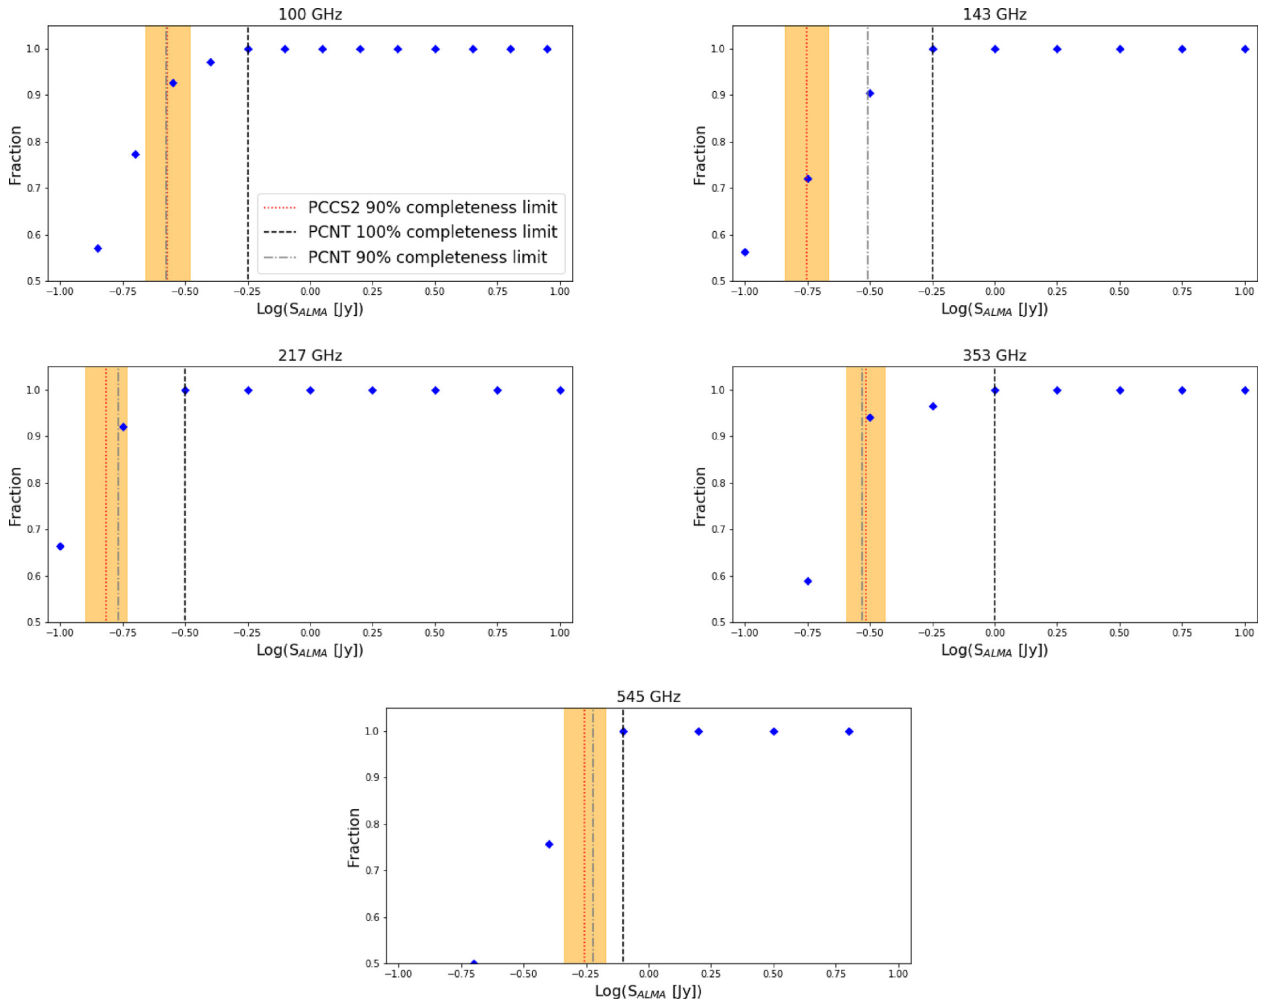 100 GHz
1.0
0.9
0.8
0.7
0.6
0.5
Fraction
PCCS2 90% completeness limit
PCNT 100% completeness limit
PCNT 90% completeness limit
−1.00 −0.75 −0.50 −0.25 0.00 0.25 0.50 0.75 1.00
Log(S_ALMA [Jy])
143 GHz
1.0
0.9
0.8
0.7
0.6
0.5
Fraction
−1.00 −0.75 −0.50 −0.25 0.00 0.25 0.50 0.75 1.00
Log(S_ALMA [Jy])
217 GHz
1.0
0.9
0.8
0.7
0.6
0.5
Fraction
−1.00 −0.75 −0.50 −0.25 0.00 0.25 0.50 0.75 1.00
Log(S_ALMA [Jy])
353 GHz
1.0
0.9
0.8
0.7
0.6
0.5
Fraction
−1.00 −0.75 −0.50 −0.25 0.00 0.25 0.50 0.75 1.00
Log(S_ALMA [Jy])
545 GHz
1.0
0.9
0.8
0.7
0.6
0.5
Fraction
−1.00 −0.75 −0.50 −0.25 0.00 0.25 0.50 0.75 1.00
Log(S_ALMA [Jy])